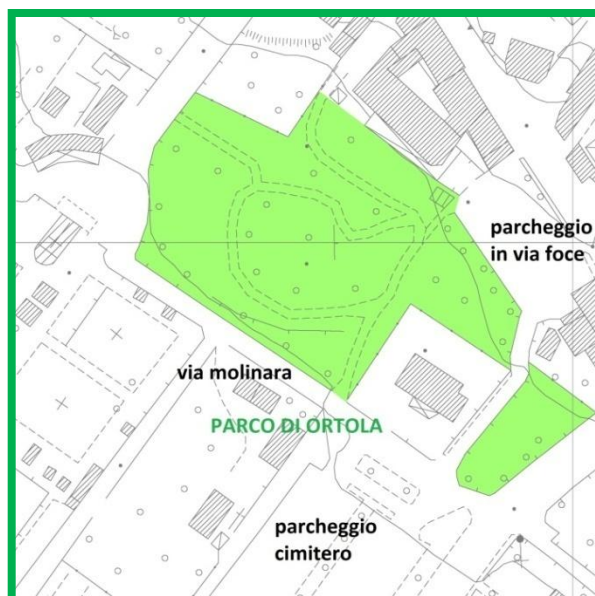 parcheggio
in via foce
via molinara
PARCO DI ORTOLA
parcheggio
cimitero